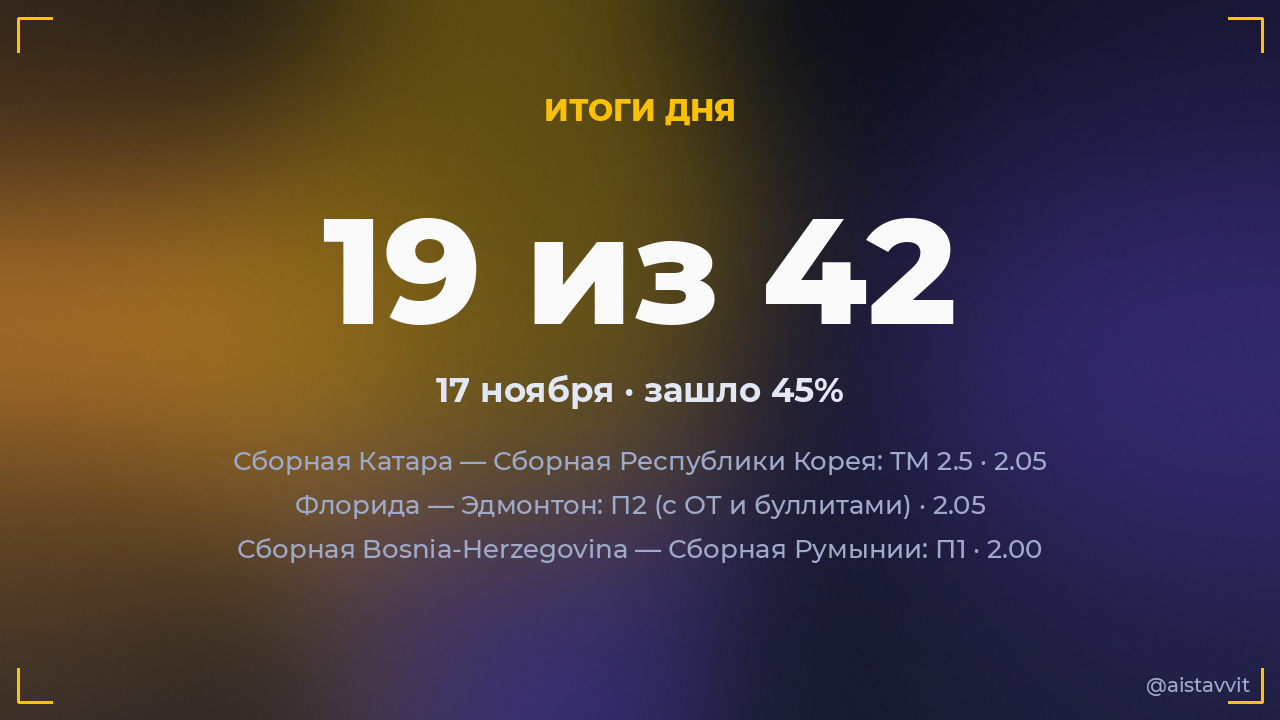 ИТОГИ ДНЯ
19 из 42
17 ноября · зашло 45%
Сборная Катара — Сборная Республики Корея: ТМ 2.5 · 2.05
Флорида — Эдмонтон: П2 (с ОТ и буллитами) · 2.05
Сборная Bosnia-Herzegovina — Сборная Румынии: П1 · 2.00
@aistavvit